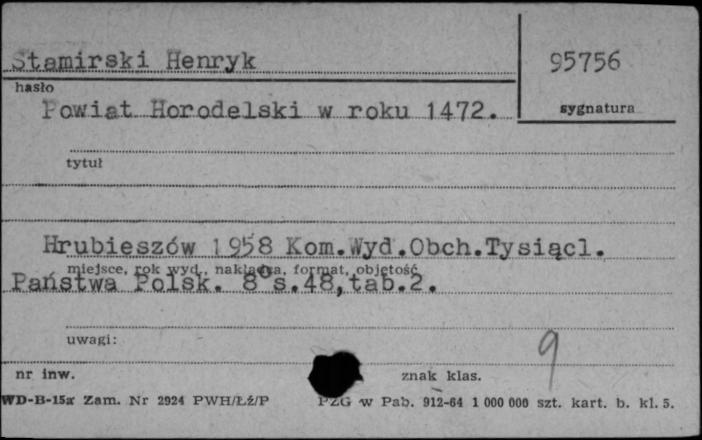 Stamirski Henryk
95756
hasło
Powiat Horodelski w roku 1472.
sygnatura
tytuł
Hrubieszów 1958 Kom.Wyd.Obch.Tysiącl.
miejsce, rok wyd., nakładca, format, objętość
Państwa Polsk. 8° s.48,tab.2.
uwagi:
9
nr inw.
znak klas.
WD-B-15a Zam. Nr 2924 PWH/Łź/P PZG w Pab. 912-64 1 000 000 szt. kart. b. kl. 5.